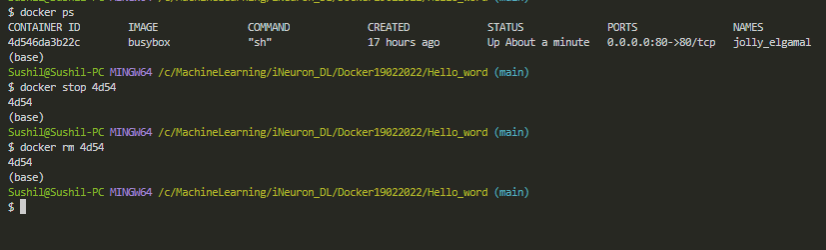 $ docker ps
CONTAINER ID IMAGE COMMAND CREATED STATUS PORTS NAMES
4d546da3b22c busybox "sh" 17 hours ago Up About a minute 0.0.0.0:80->80/tcp jolly_elgamal
(base)
Sushil@Sushil-PC MINGW64 /c/MachineLearning/iNeuron_DL/Docker19022022/Hello_word (main)
$ docker stop 4d54
4d54
(base)
Sushil@Sushil-PC MINGW64 /c/MachineLearning/iNeuron_DL/Docker19022022/Hello_word (main)
$ docker rm 4d54
4d54
(base)
Sushil@Sushil-PC MINGW64 /c/MachineLearning/iNeuron_DL/Docker19022022/Hello_word (main)
$